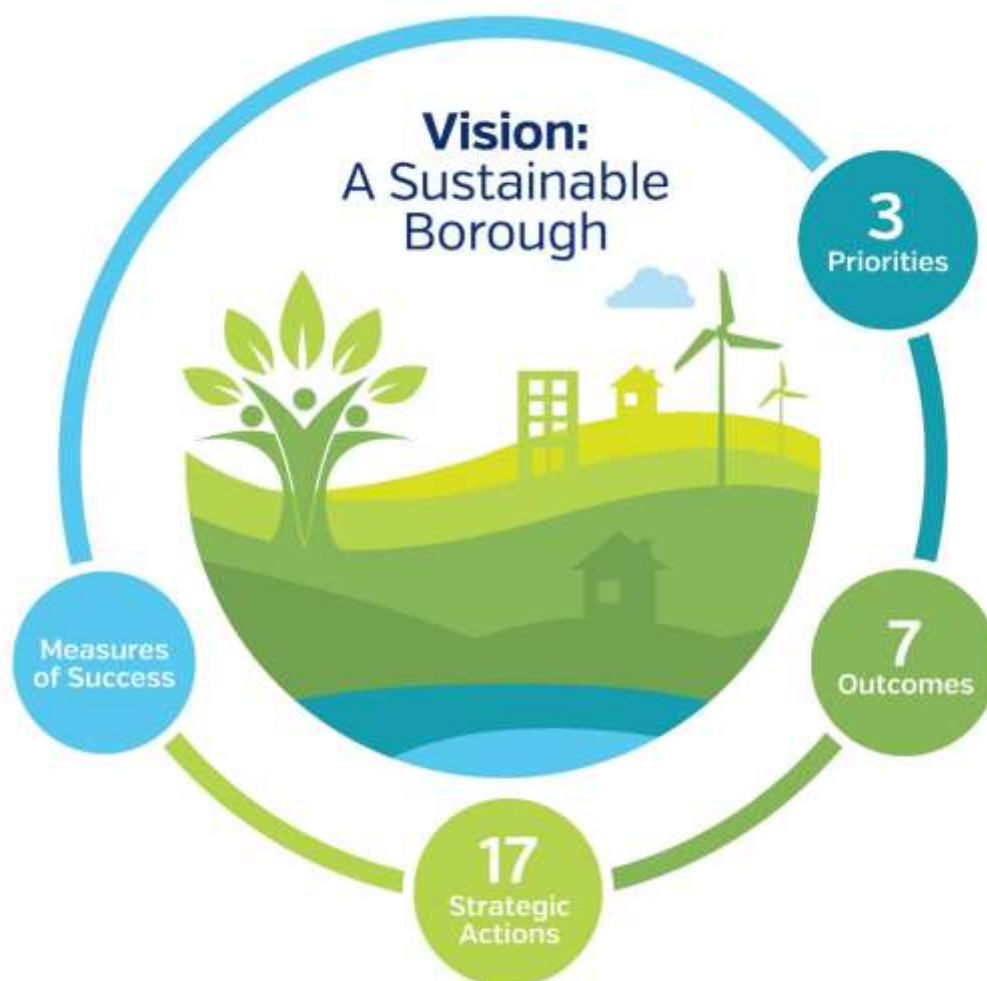 Vision:
A Sustainable
Borough
3
Priorities
7
Outcomes
17
Strategic
Actions
Measures
of Success